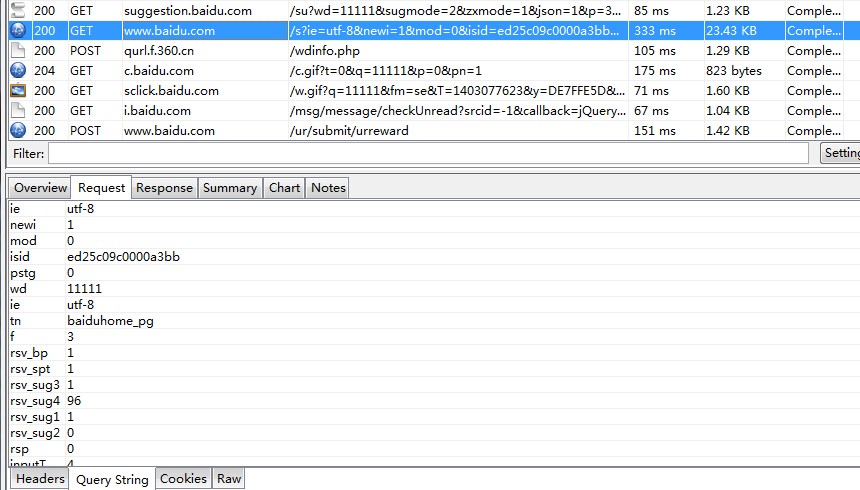 200 GET suggestion.baidu.com /su?wd=11111&sugmode=2&zxmode=1&json=1&p=3... 85 ms 1.23 KB Comple...
200 GET www.baidu.com /s?ie=utf-8&newi=1&mod=0&isid=ed25c09c0000a3bb... 333 ms 23.43 KB Comple...
200 POST qurl.f.360.cn /wdinfo.php 105 ms 1.29 KB Comple...
204 GET c.baidu.com /c.gif?t=0&q=11111&p=0&pn=1 175 ms 823 bytes Comple...
200 GET sclick.baidu.com /w.gif?q=11111&fm=se&T=1403077623&y=DE7FFE5D&... 71 ms 1.60 KB Comple...
200 GET i.baidu.com /msg/message/checkUnread?srcid=-1&callback=jQuery... 67 ms 1.04 KB Comple...
200 POST www.baidu.com /ur/submit/urreward 151 ms 1.42 KB Comple...
Filter: Setting
Overview Request Response Summary Chart Notes
ie utf-8
newi 1
mod 0
isid ed25c09c0000a3bb
pstg 0
wd 11111
ie utf-8
tn baiduhome_pg
f 3
rsv_bp 1
rsv_spt 1
rsv_sug3 1
rsv_sug4 96
rsv_sug1 1
rsv_sug2 0
rsp 0
inputT 4
Headers Query String Cookies Raw